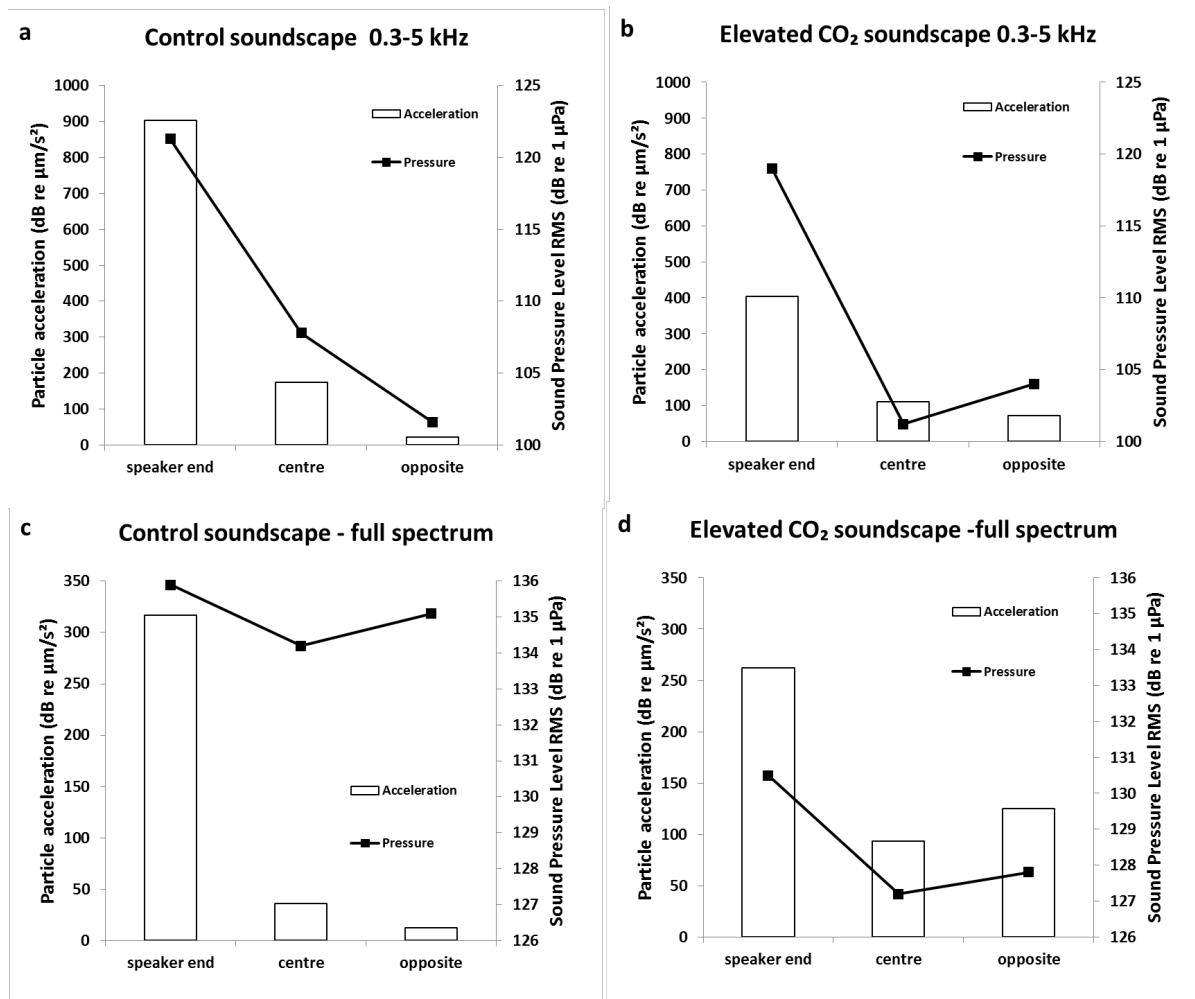 a
Control soundscape 0.3-5 kHz
Particle acceleration (dB re µm/s²)
1000
900
800
700
600
500
400
300
200
100
0
Acceleration
Pressure
125
120
115
110
105
100
Sound Pressure Level RMS (dB re 1 µPa)
speaker end centre opposite
b
Elevated CO₂ soundscape 0.3-5 kHz
Particle acceleration (dB re µm/s²)
1000
900
800
700
600
500
400
300
200
100
0
Acceleration
Pressure
125
120
115
110
105
100
Sound Pressure Level RMS (dB re 1 µPa)
speaker end centre opposite
c
Control soundscape - full spectrum
Particle acceleration (dB re µm/s²)
350
300
250
200
150
100
50
0
Acceleration
Pressure
136
135
134
133
132
131
130
129
128
127
126
Sound Pressure Level RMS (dB re 1 µPa)
speaker end centre opposite
d
Elevated CO₂ soundscape -full spectrum
Particle acceleration (dB re µm/s²)
350
300
250
200
150
100
50
0
Acceleration
Pressure
136
135
134
133
132
131
130
129
128
127
126
Sound Pressure Level RMS (dB re 1 µPa)
speaker end centre opposite